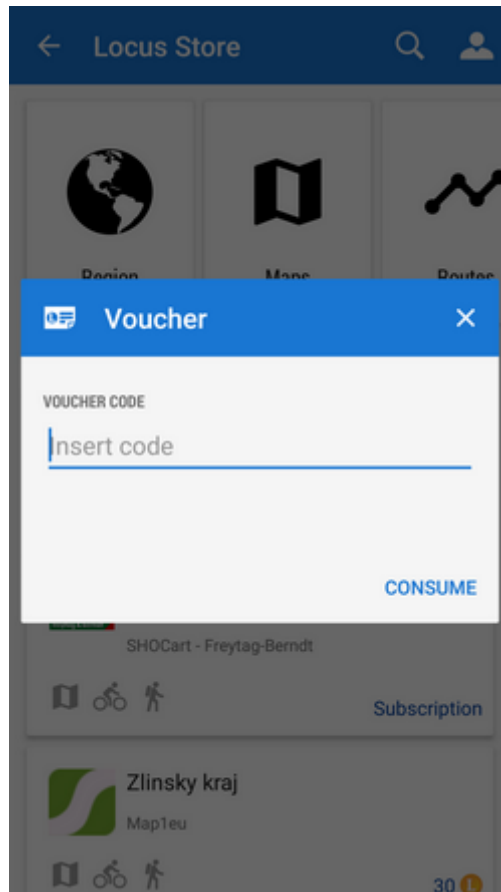 Locus Store
Region
Maps
Routes
Voucher
VOUCHER CODE
Insert code
CONSUME
SHOCart - Freytag-Berndt
Subscription
Zlinsky kraj
Map1eu
30